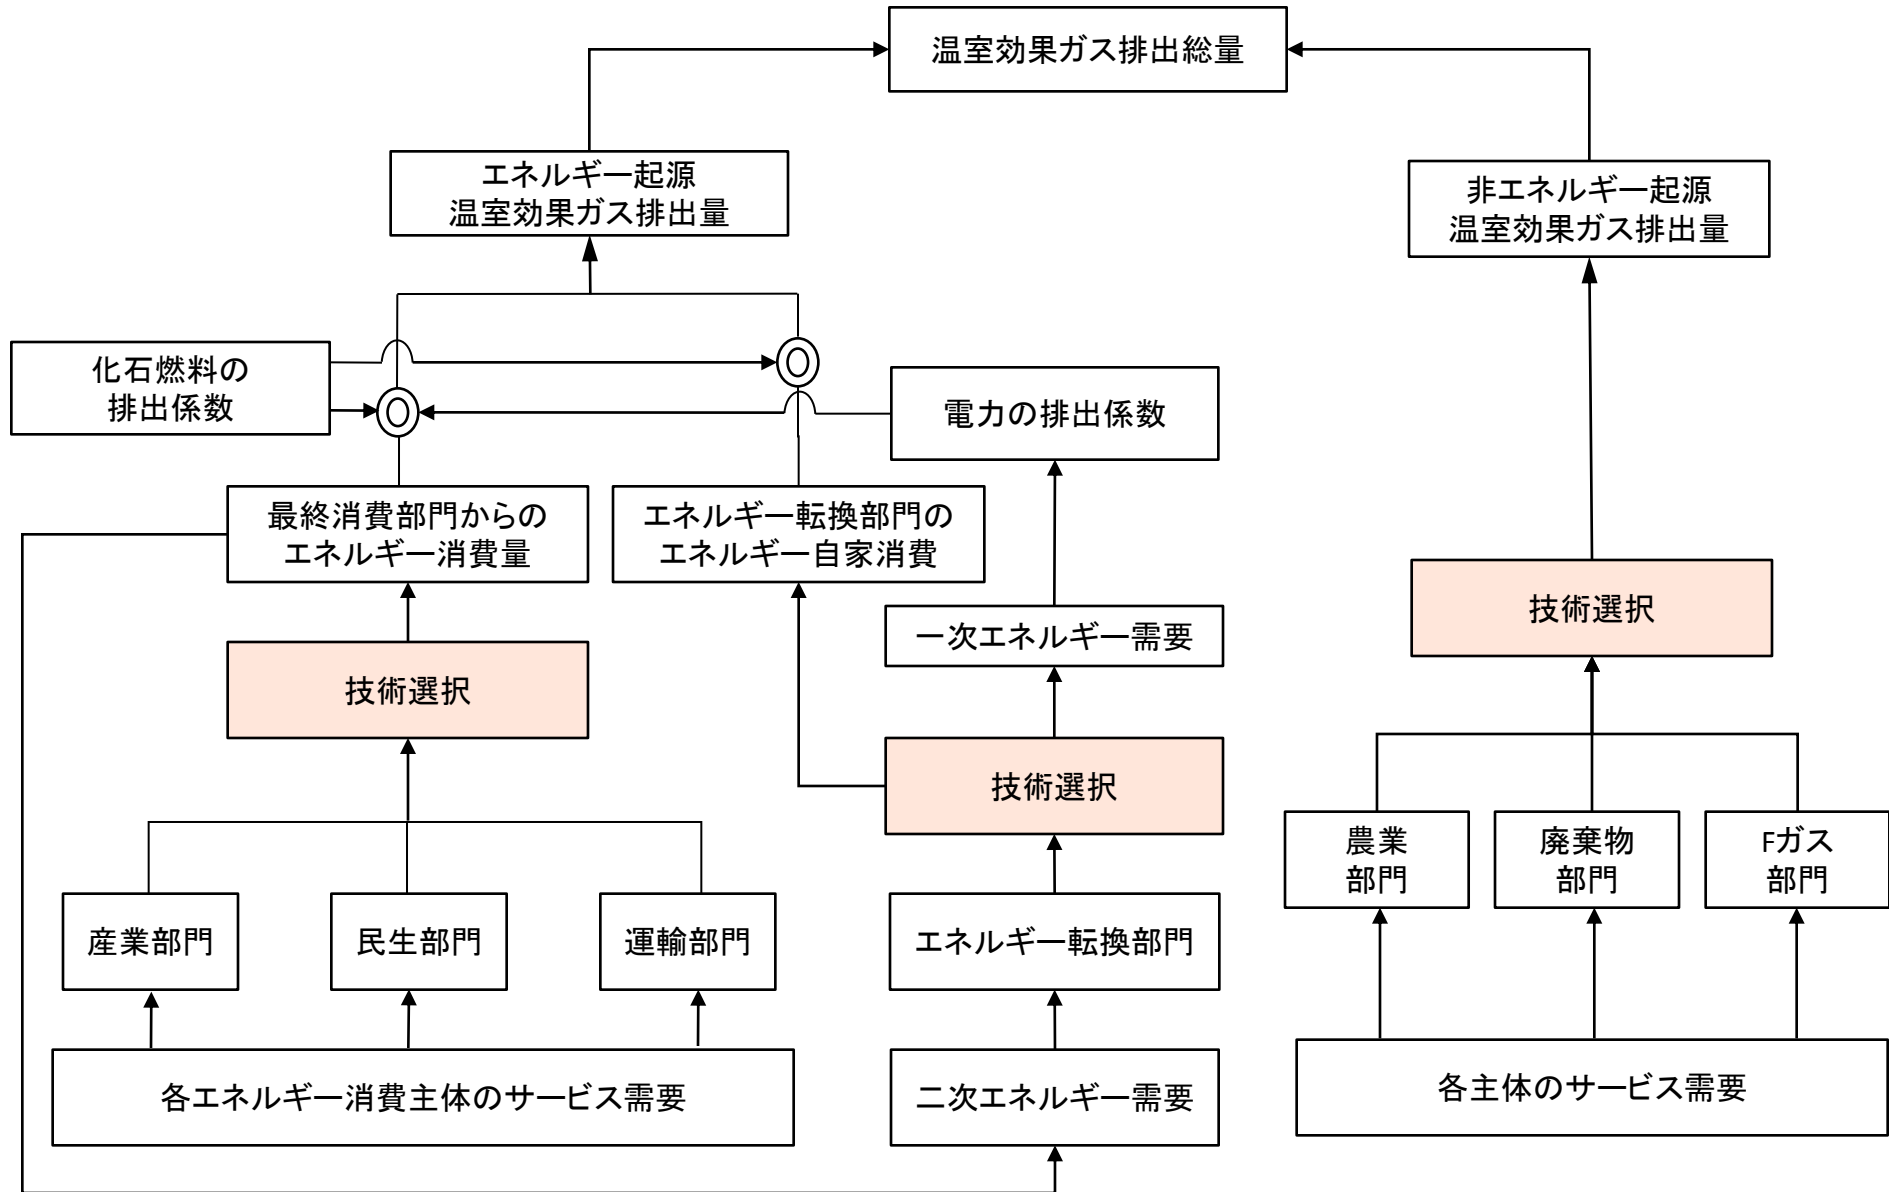 温室効果ガス排出総量
エネルギー起源
温室効果ガス排出量
非エネルギー起源
温室効果ガス排出量
化石燃料の
排出係数
電力の排出係数
最終消費部門からの
エネルギー消費量
エネルギー転換部門の
エネルギー自家消費
一次エネルギー需要
技術選択
技術選択
技術選択
農業
部門
廃棄物
部門
Fガス
部門
産業部門
民生部門
運輸部門
エネルギー転換部門
各エネルギー消費主体のサービス需要
二次エネルギー需要
各主体のサービス需要